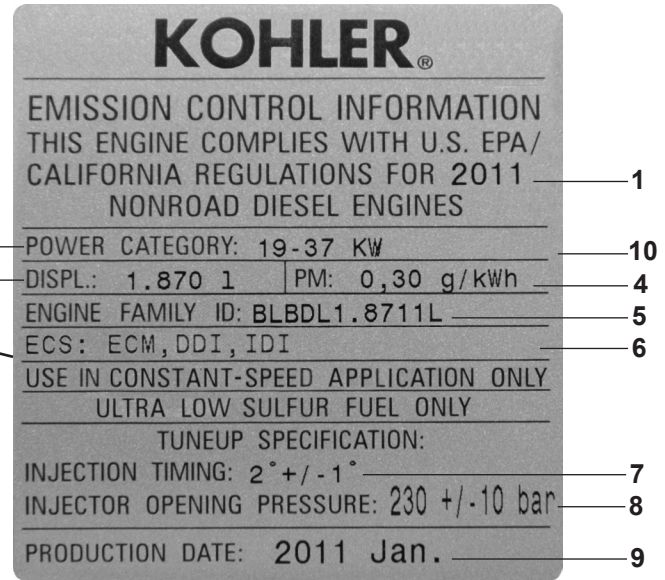 KOHLER®
EMISSION CONTROL INFORMATION
THIS ENGINE COMPLIES WITH U.S. EPA/
CALIFORNIA REGULATIONS FOR 2011
1
NONROAD DIESEL ENGINES
POWER CATEGORY: 19-37 KW
10
DISPL.: 1.870 l PM: 0,30 g/kWh
4
ENGINE FAMILY ID: BLBDL1.8711L
5
ECS: ECM,DDI,IDI
6
USE IN CONSTANT-SPEED APPLICATION ONLY
ULTRA LOW SULFUR FUEL ONLY
TUNEUP SPECIFICATION:
INJECTION TIMING: 2°+/-1°
7
INJECTOR OPENING PRESSURE: 230 +/-10 bar
8
PRODUCTION DATE: 2011 Jan.
9